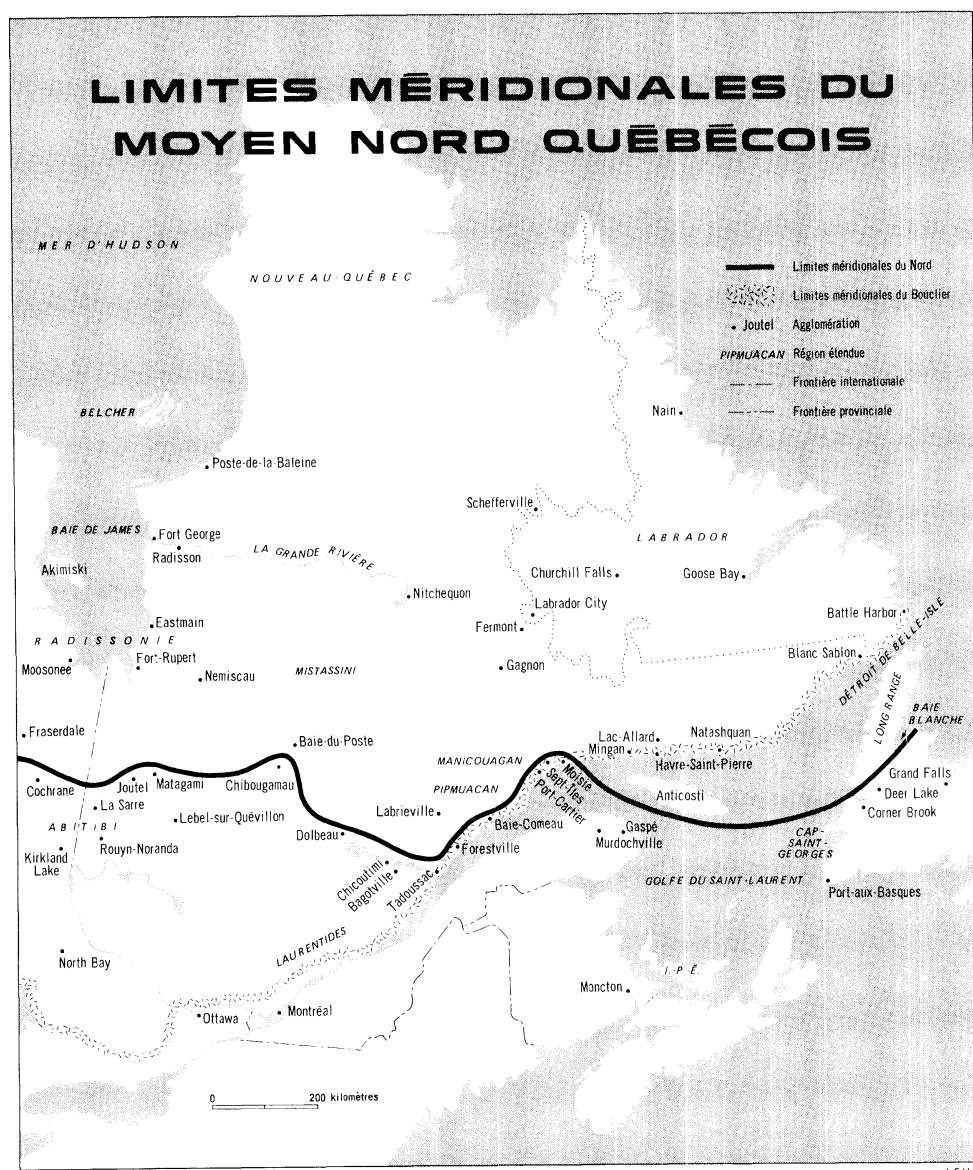 LIMITES MÉRIDIONALES DU
MOYEN NORD QUÉBÉCOIS
MER D'HUDSON
NOUVEAU-QUÉBEC
Limites méridionales du Nord
Limites méridionales du Bouclier
Joutel Agglomération
PIPMUACAN Région étendue
Frontière internationale
Frontière provinciale
BELCHER
Nain
Poste-de-la-Baleine
Schefferville
BAIE DE JAMES
Fort George
Radisson
LA GRANDE RIVIÈRE
LABRADOR
Akimiski
Churchill Falls
Goose Bay
Nitchequon
Labrador City
Battle Harbor
Eastmain
Fermont
RADISSONIE
Blanc Sablon
DÉTROIT DE BELLE-ISLE
Moosonee
Fort-Rupert
Nemiscau
MISTASSINI
Gagnon
LONG RANGE
BAIE
BLANCHE
Fraserdale
Baie-du-Poste
Lac-Allard
Natashquan
Mingan
Havre-Saint-Pierre
MANICOUAGAN
Moisie
Sept-Îles
Port-Cartier
Cochrane
Joutel
Matagami
Chibougamau
PIPMUACAN
Anticosti
Grand Falls
Deer Lake
Corner Brook
La Sarre
Lebel-sur-Quévillon
Labrieville
Baie-Comeau
ABITIBI
Rouyn-Noranda
Dolbeau
Gaspé
Murdochville
CAP-
SAINT-
GEORGES
Kirkland
Lake
Forestville
Chicoutimi
Bagotville
Tadoussac
GOLFE DU SAINT-LAURENT
Port-aux-Basques
LAURENTIDES
North Bay
I.-P.-É.
Moncton
Ottawa
Montréal
0 200 kilomètres